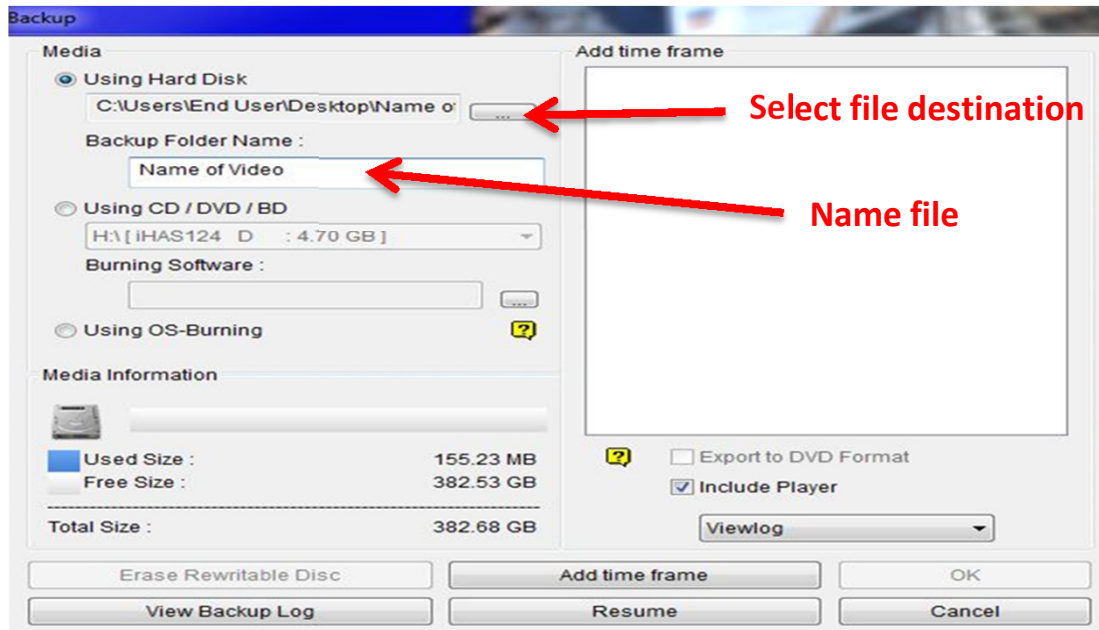 Backup
Media
Using Hard Disk
C:\Users\End User\Desktop\Name o
...
Select file destination
Backup Folder Name :
Name of Video
Name file
Using CD / DVD / BD
H:\ [ iHAS124 D : 4.70 GB ]
Burning Software :
...
Using OS-Burning
?
Media Information
Used Size : 155.23 MB
Free Size : 382.53 GB
Total Size : 382.68 GB
Add time frame
?
Export to DVD Format
Include Player
Viewlog
Erase Rewritable Disc
Add time frame
OK
View Backup Log
Resume
Cancel